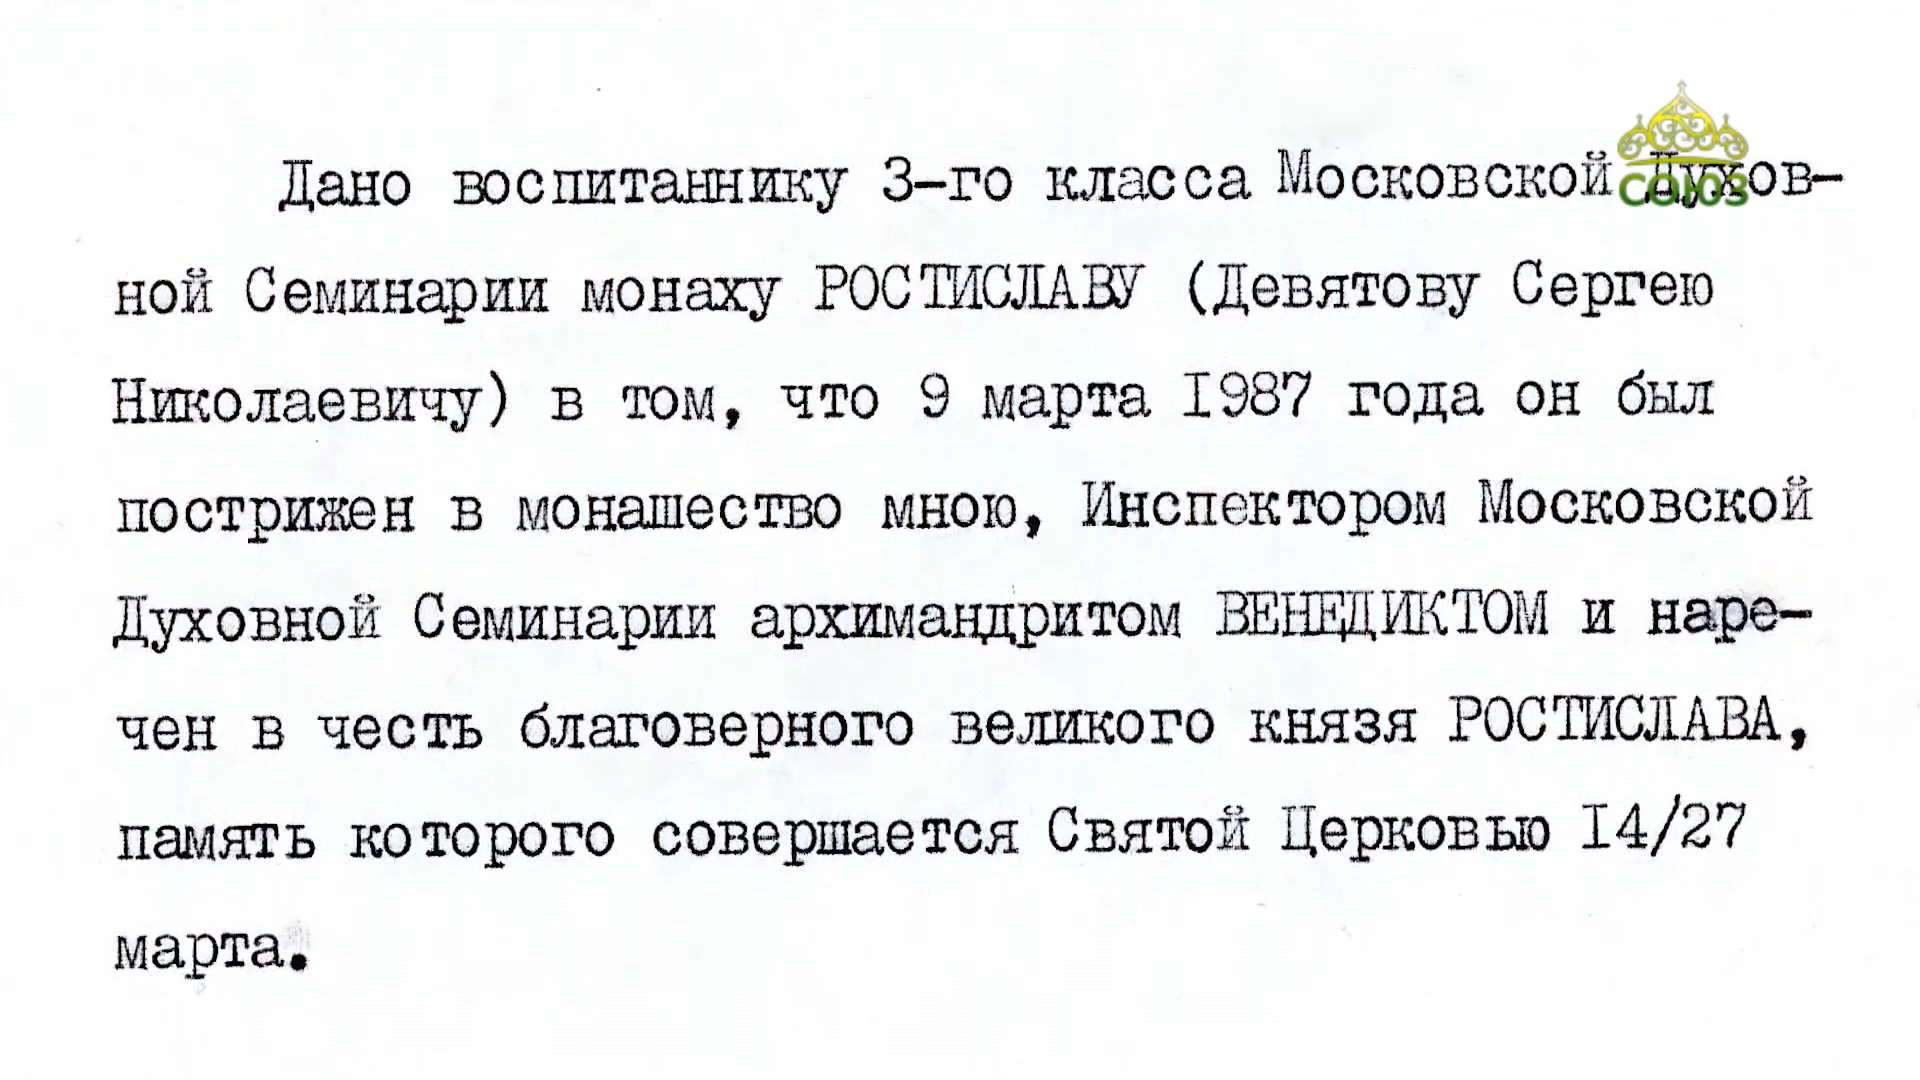 Дано воспитаннику 3-го класса Московской Духов-
СОЮЗ
ной Семинарии монаху РОСТИСЛАВУ (Девятову Сергею
Николаевичу) в том, что 9 марта 1987 года он был
пострижен в монашество мною, Инспектором Московской
Духовной Семинарии архимандритом ВЕНЕДИКТОМ и наре-
чен в честь благоверного великого князя РОСТИСЛАВА,
память которого совершается Святой Церковью 14/27
марта.